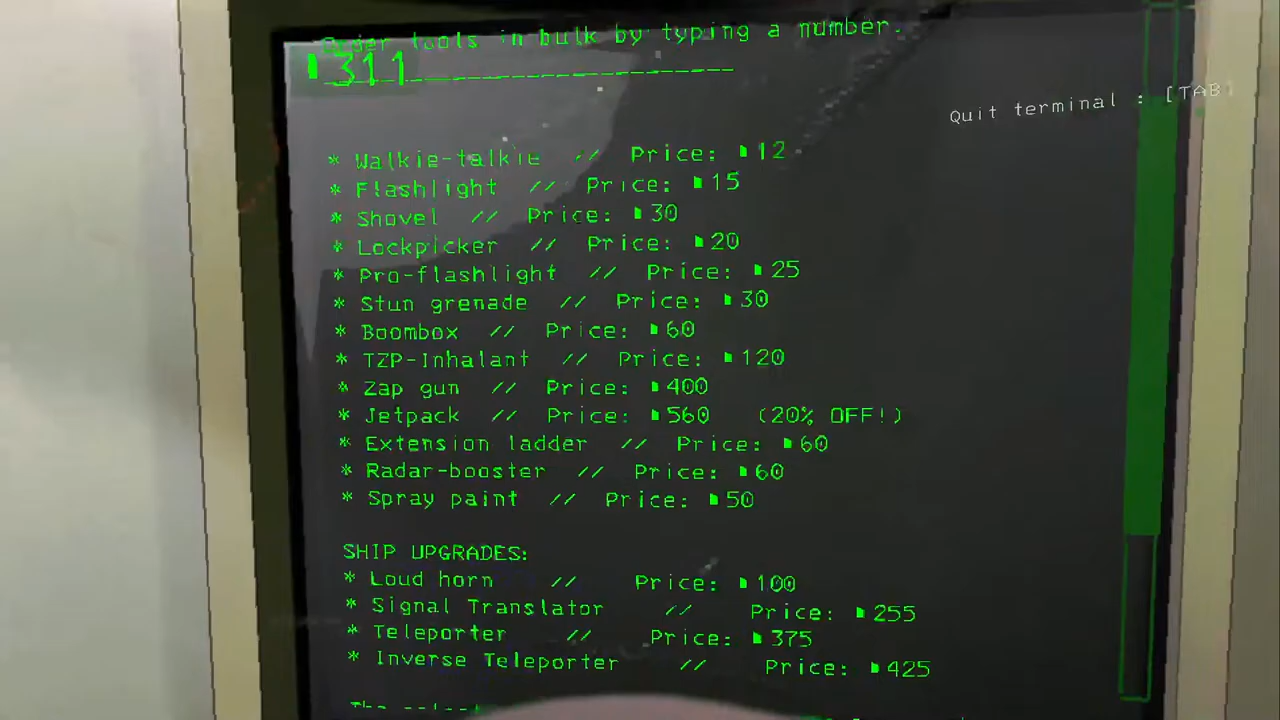 Order tools in bulk by typing a number.
311
Quit terminal : [TAB]
* Walkie-talkie // Price: 12
* Flashlight // Price: 15
* Shovel // Price: 30
* Lockpicker // Price: 20
* Pro-flashlight // Price: 25
* Stun grenade // Price: 30
* Boombox // Price: 60
* TZP-Inhalant // Price: 120
* Zap gun // Price: 400
* Jetpack // Price: 560 (20% OFF!)
* Extension ladder // Price: 60
* Radar-booster // Price: 60
* Spray paint // Price: 50
SHIP UPGRADES:
* Loud horn // Price: 100
* Signal Translator // Price: 255
* Teleporter // Price: 375
* Inverse Teleporter // Price: 425